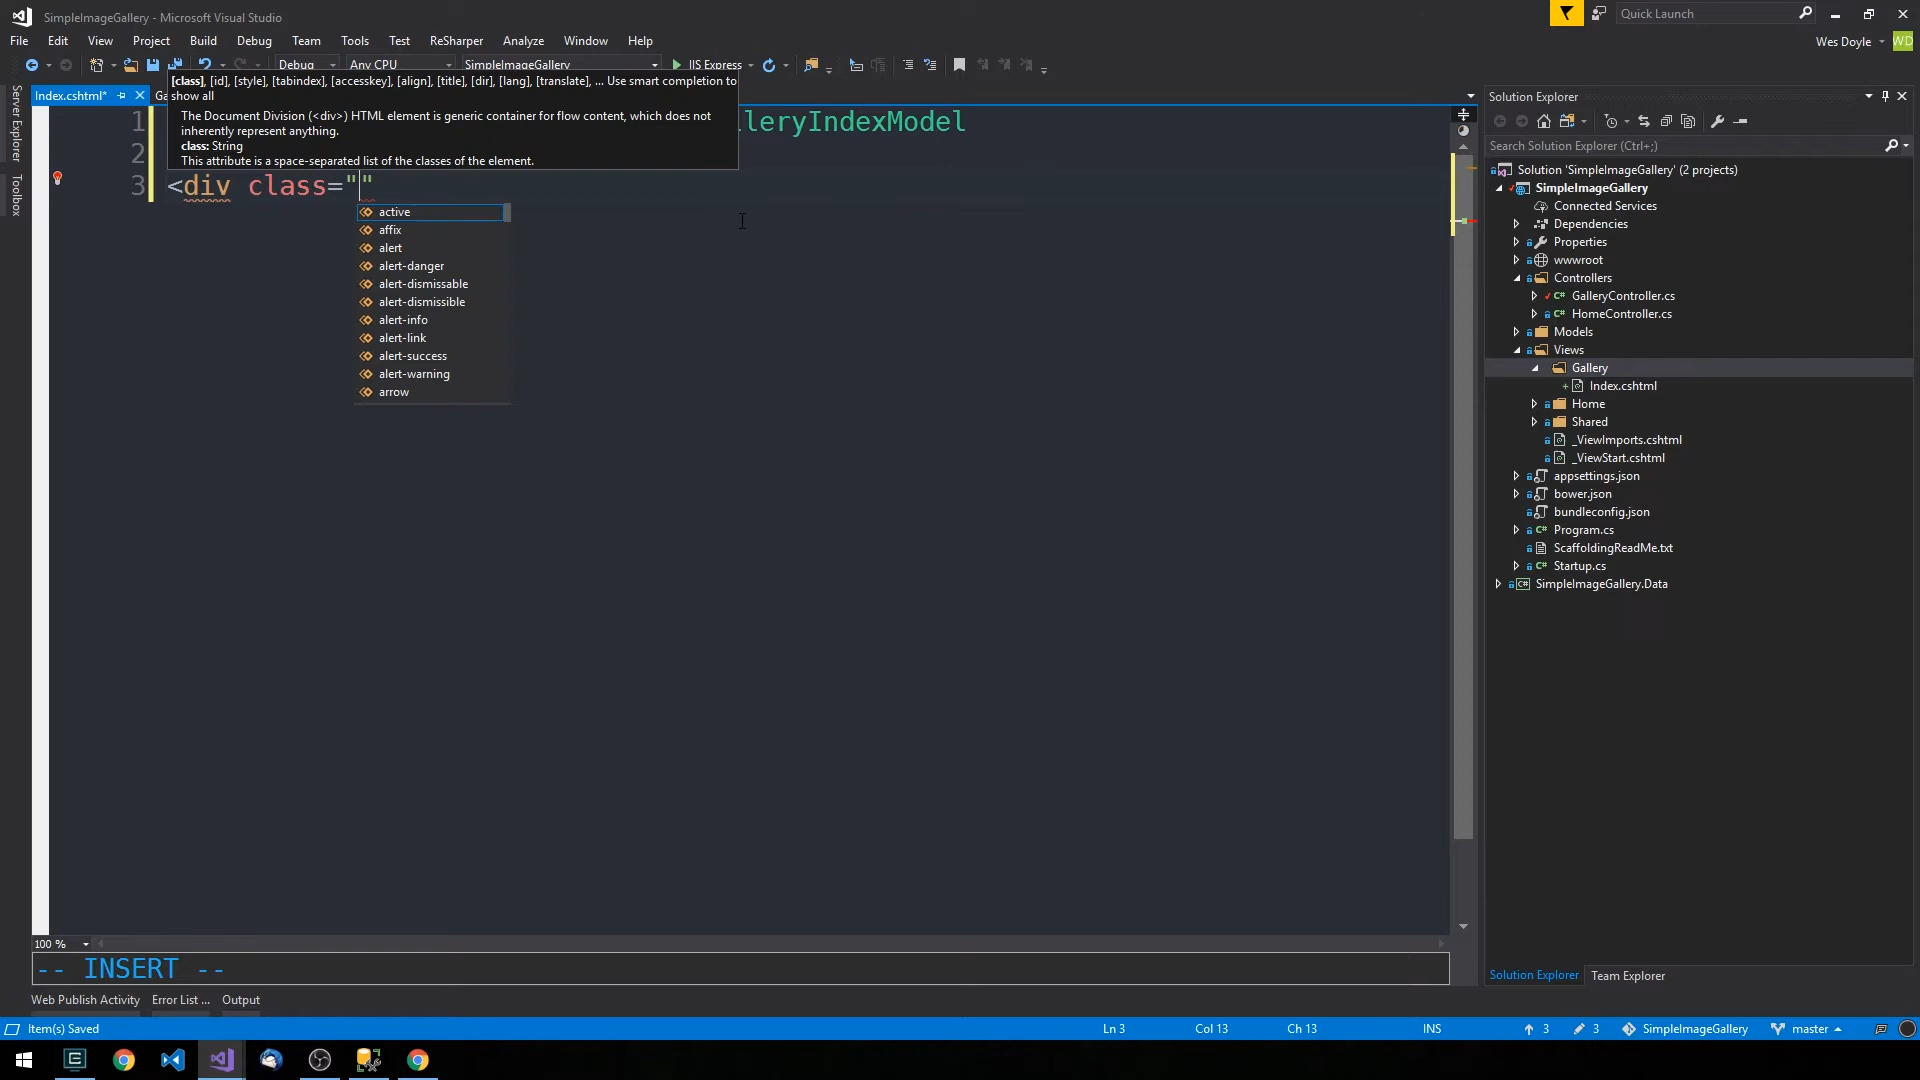 SimpleImageGallery - Microsoft Visual Studio
Quick Launch
File Edit View Project Build Debug Team Tools Test ReSharper Analyze Window Help
Wes Doyle WD
Debug Any CPU SimpleImageGallery IIS Express
Server Explorer
Toolbox
Index.cshtml* Ga
[class], [id], [style], [tabindex], [accesskey], [align], [title], [dir], [lang], [translate], ... Use smart completion to
show all
The Document Division (<div>) HTML element is generic container for flow content, which does not
inherently represent anything.
class: String
This attribute is a space-separated list of the classes of the element.
1 lleryIndexModel
2
3 <div class=""
active
affix
alert
alert-danger
alert-dismissable
alert-dismissible
alert-info
alert-link
alert-success
alert-warning
arrow
Solution Explorer
Search Solution Explorer (Ctrl+;)
Solution 'SimpleImageGallery' (2 projects)
SimpleImageGallery
Connected Services
Dependencies
Properties
wwwroot
Controllers
C# GalleryController.cs
C# HomeController.cs
Models
Views
Gallery
Index.cshtml
Home
Shared
_ViewImports.cshtml
_ViewStart.cshtml
appsettings.json
bower.json
bundleconfig.json
C# Program.cs
ScaffoldingReadMe.txt
C# Startup.cs
C# SimpleImageGallery.Data
Solution Explorer Team Explorer
100 %
-- INSERT --
Web Publish Activity Error List ... Output
Item(s) Saved Ln 3 Col 13 Ch 13 INS 3 3 SimpleImageGallery master